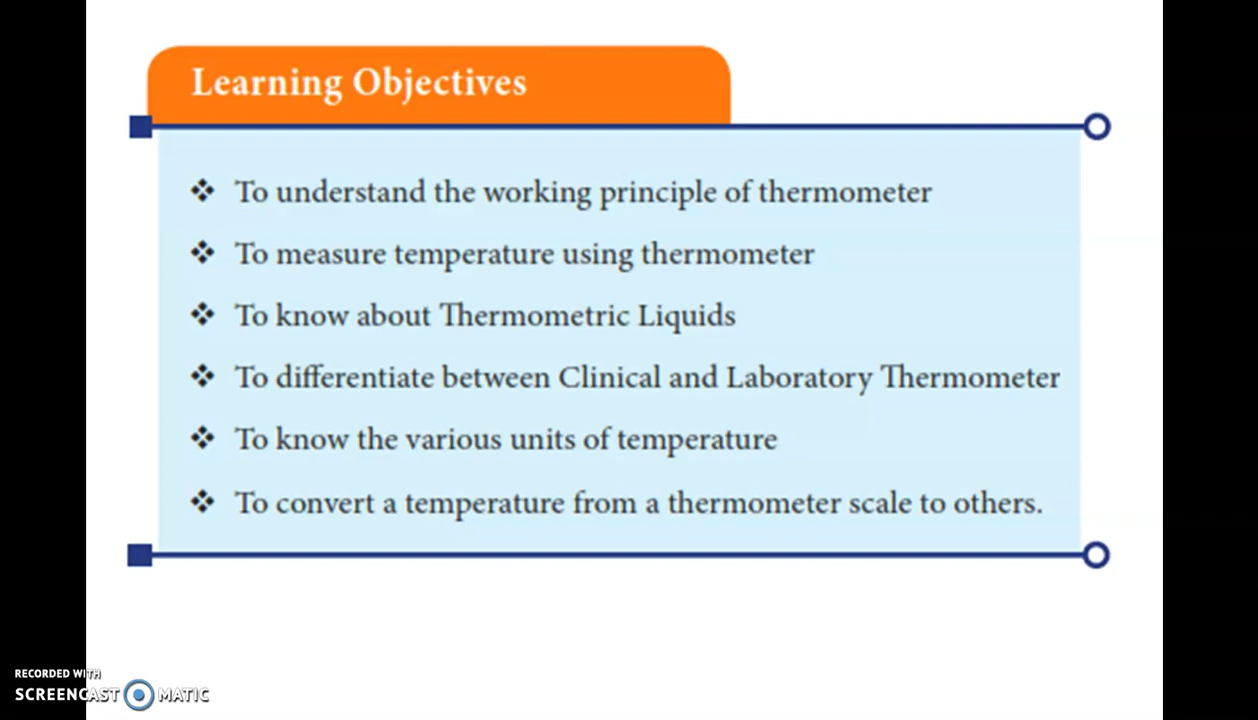 Learning Objectives
❖ To understand the working principle of thermometer
❖ To measure temperature using thermometer
❖ To know about Thermometric Liquids
❖ To differentiate between Clinical and Laboratory Thermometer
❖ To know the various units of temperature
❖ To convert a temperature from a thermometer scale to others.
RECORDED WITH
SCREENCAST MATIC